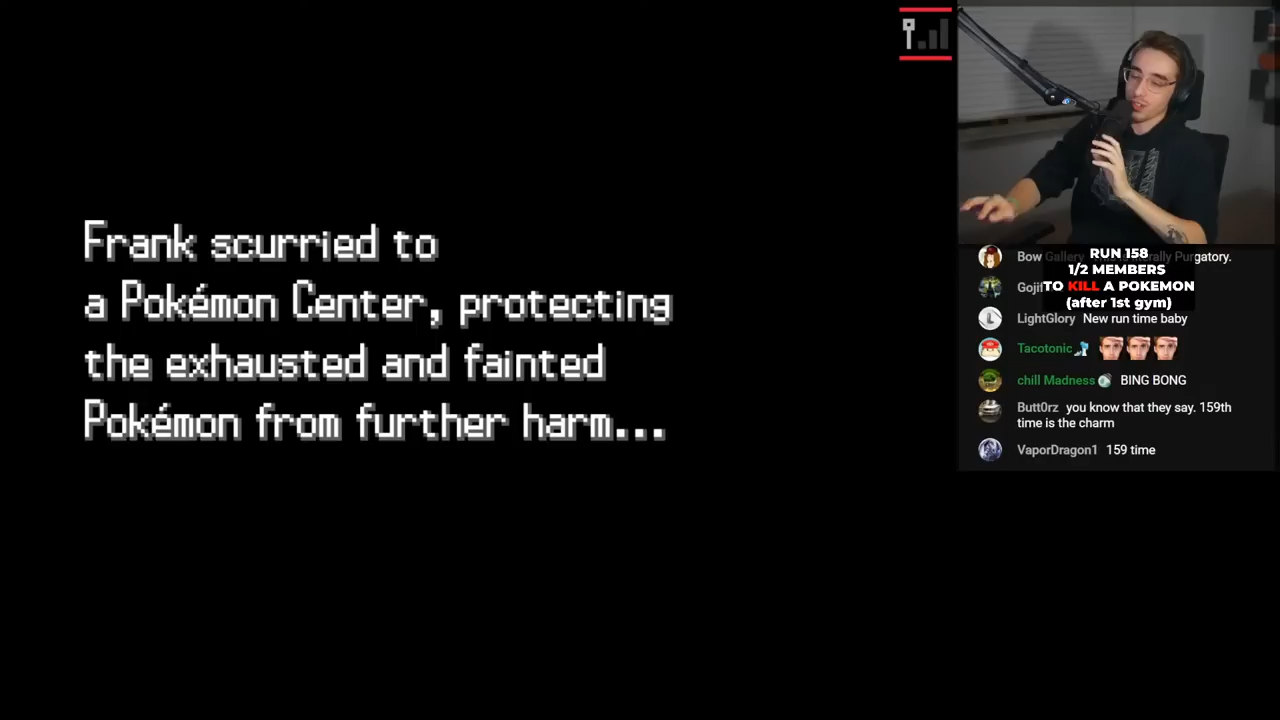 Frank scurried to
a Pokémon Center, protecting
the exhausted and fainted
Pokémon from further harm...
RUN 158
1/2 MEMBERS
TO KILL A POKEMON
(after 1st gym)
Bow Gallery Purgatory.
LightGlory New run time baby
Tacotonic
chill Madness BING BONG
Butt0rz you know that they say. 159th
time is the charm
VaporDragon1 159 time